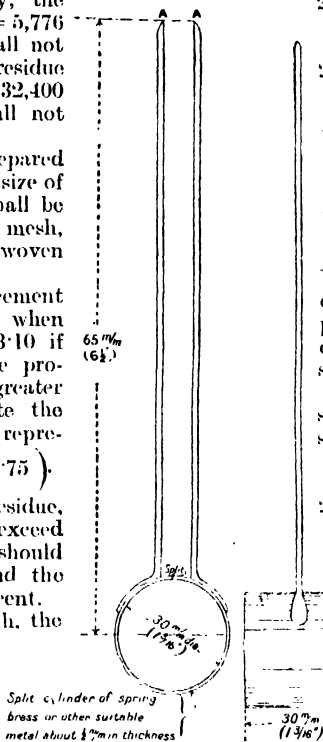 y, the
= 5,776
all not
residue
32,400
all not
epared
size of
hall be
mesh,
woven
ement
when
3·10 if
e pro-
greater
te the
repre-
·75 ).
esidue,
exceed
should
nd the
rent.
h, the
A A
65 m/m
Split
30 m/m dia.
(1 3/16")
Split cylinder of spring
brass or other suitable
metal about ½ m/m in thickness
30 m/m
(1 3/16")